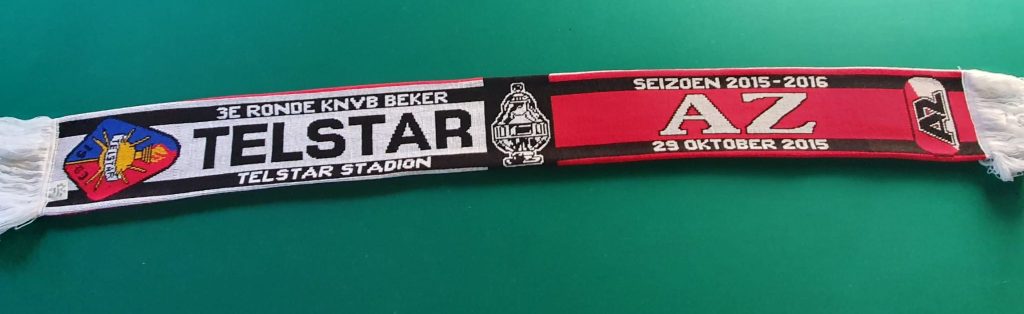 3E RONDE KNVB BEKER
TELSTAR
TELSTAR STADION
SEIZOEN 2015-2016
AZ
29 OKTOBER 2015
AZ